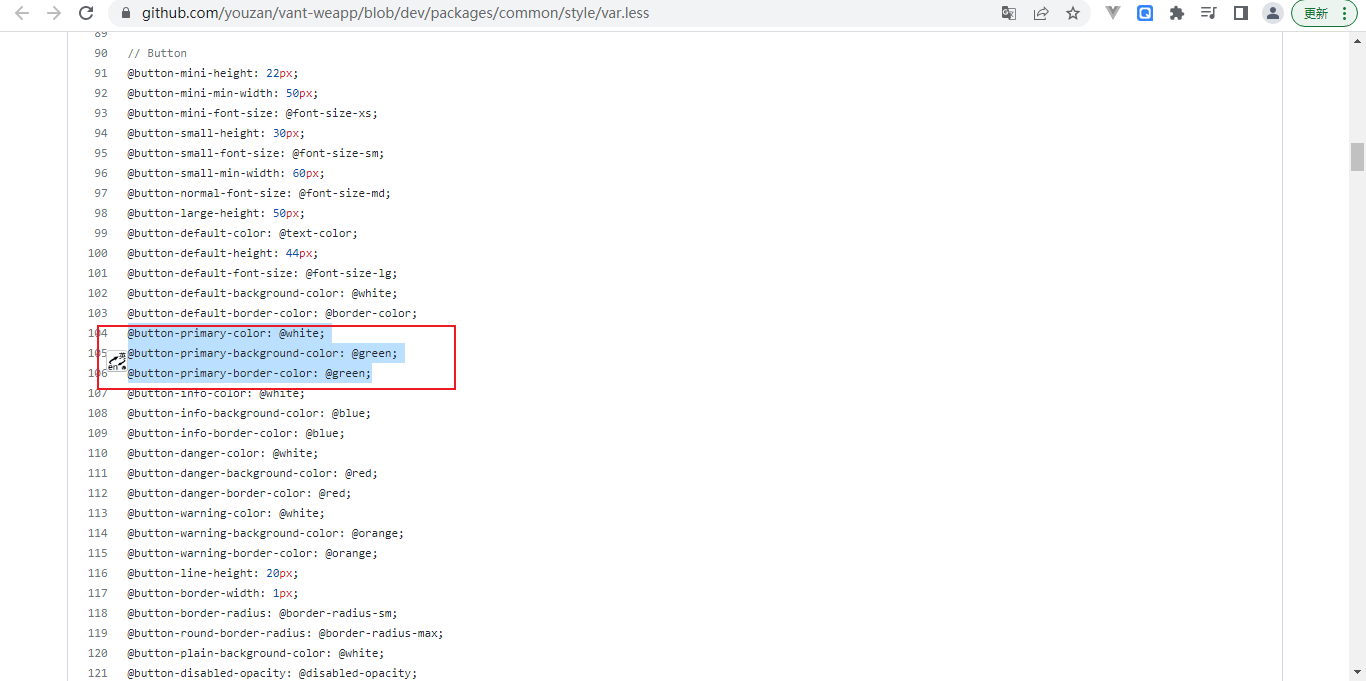 github.com/youzan/vant-weapp/blob/dev/packages/common/style/var.less
更新
89
90 // Button
91 @button-mini-height: 22px;
92 @button-mini-min-width: 50px;
93 @button-mini-font-size: @font-size-xs;
94 @button-small-height: 30px;
95 @button-small-font-size: @font-size-sm;
96 @button-small-min-width: 60px;
97 @button-normal-font-size: @font-size-md;
98 @button-large-height: 50px;
99 @button-default-color: @text-color;
100 @button-default-height: 44px;
101 @button-default-font-size: @font-size-lg;
102 @button-default-background-color: @white;
103 @button-default-border-color: @border-color;
104 @button-primary-color: @white;
105 @button-primary-background-color: @green;
106 @button-primary-border-color: @green;
107 @button-info-color: @white;
108 @button-info-background-color: @blue;
109 @button-info-border-color: @blue;
110 @button-danger-color: @white;
111 @button-danger-background-color: @red;
112 @button-danger-border-color: @red;
113 @button-warning-color: @white;
114 @button-warning-background-color: @orange;
115 @button-warning-border-color: @orange;
116 @button-line-height: 20px;
117 @button-border-width: 1px;
118 @button-border-radius: @border-radius-sm;
119 @button-round-border-radius: @border-radius-max;
120 @button-plain-background-color: @white;
121 @button-disabled-opacity: @disabled-opacity;